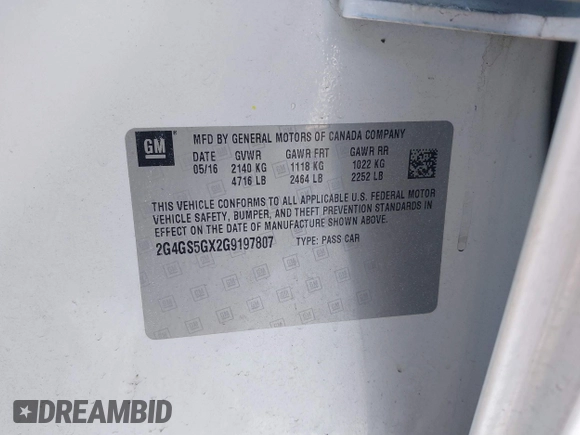 GM
MFD BY GENERAL MOTORS OF CANADA COMPANY
DATE GVWR GAWR FRT GAWR RR
05/16 2140 KG 1118 KG 1022 KG
4716 LB 2464 LB 2252 LB
THIS VEHICLE CONFORMS TO ALL APPLICABLE U.S. FEDERAL MOTOR
VEHICLE SAFETY, BUMPER, AND THEFT PREVENTION STANDARDS IN
EFFECT ON THE DATE OF MANUFACTURE SHOWN ABOVE.
2G4GS5GX2G9197807 TYPE: PASS CAR
DREAMBID